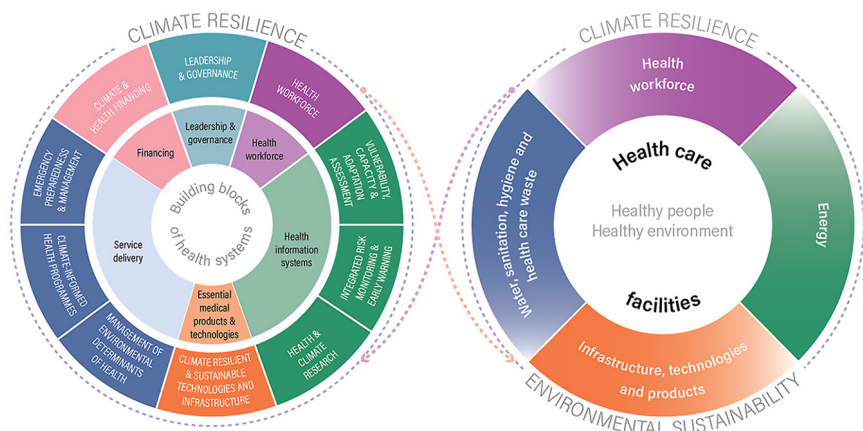 CLIMATE RESILIENCE
LEADERSHIP
& GOVERNANCE
HEALTH
WORKFORCE
VULNERABILITY,
CAPACITY &
ADAPTATION
ASSESSMENT
INTEGRATED RISK
MONITORING &
EARLY WARNING
HEALTH &
CLIMATE
RESEARCH
CLIMATE RESILIENT
& SUSTAINABLE
TECHNOLOGIES AND
INFRASTRUCTURE
MANAGEMENT OF
ENVIRONMENTAL
DETERMINANTS
OF HEALTH
CLIMATE-INFORMED
HEALTH PROGRAMMES
EMERGENCY
PREPAREDNESS
& MANAGEMENT
CLIMATE &
HEALTH FINANCING
Leadership &
governance
Health
workforce
Health
information
systems
Essential
medical
products &
technologies
Service
delivery
Financing
Building blocks
of health systems
CLIMATE RESILIENCE
Health
workforce
Energy
Infrastructure, technologies
and products
Water, sanitation, hygiene and
health care waste
Health care
Healthy people
Healthy environment
facilities
ENVIRONMENTAL SUSTAINABILITY